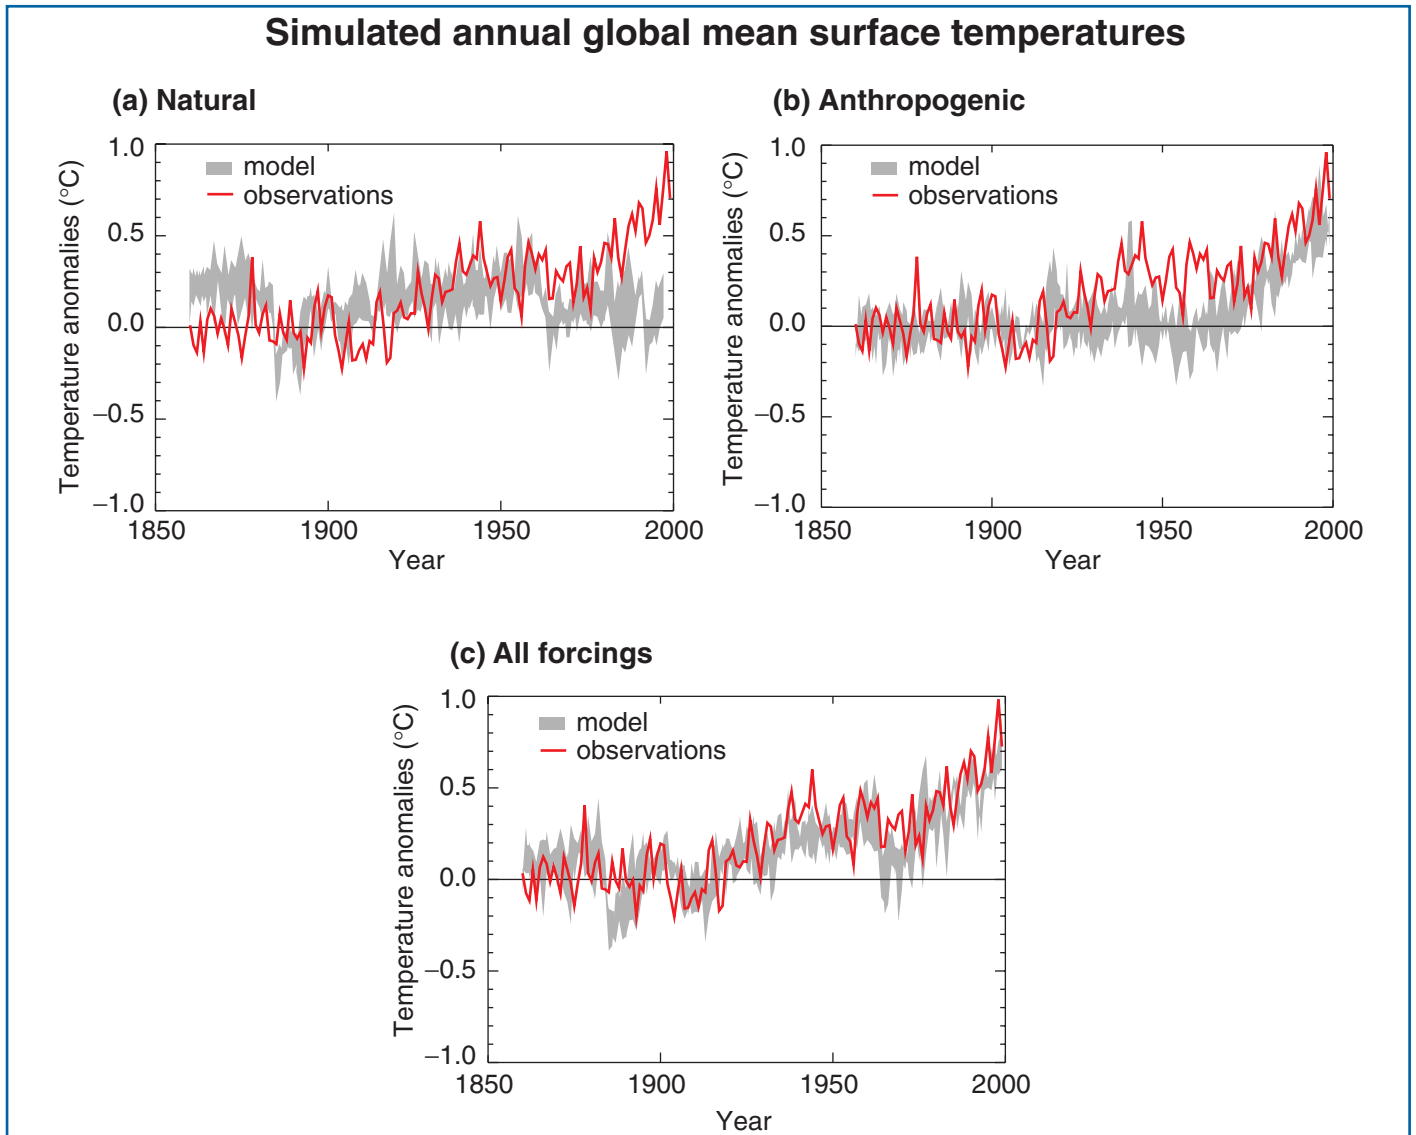 Simulated annual global mean surface temperatures
(a) Natural
1.0
0.5
0.0
−0.5
−1.0
Temperature anomalies (°C)
model
observations
1850
1900
1950
2000
Year
(b) Anthropogenic
1.0
0.5
0.0
−0.5
−1.0
Temperature anomalies (°C)
model
observations
1850
1900
1950
2000
Year
(c) All forcings
1.0
0.5
0.0
−0.5
−1.0
Temperature anomalies (°C)
model
observations
1850
1900
1950
2000
Year